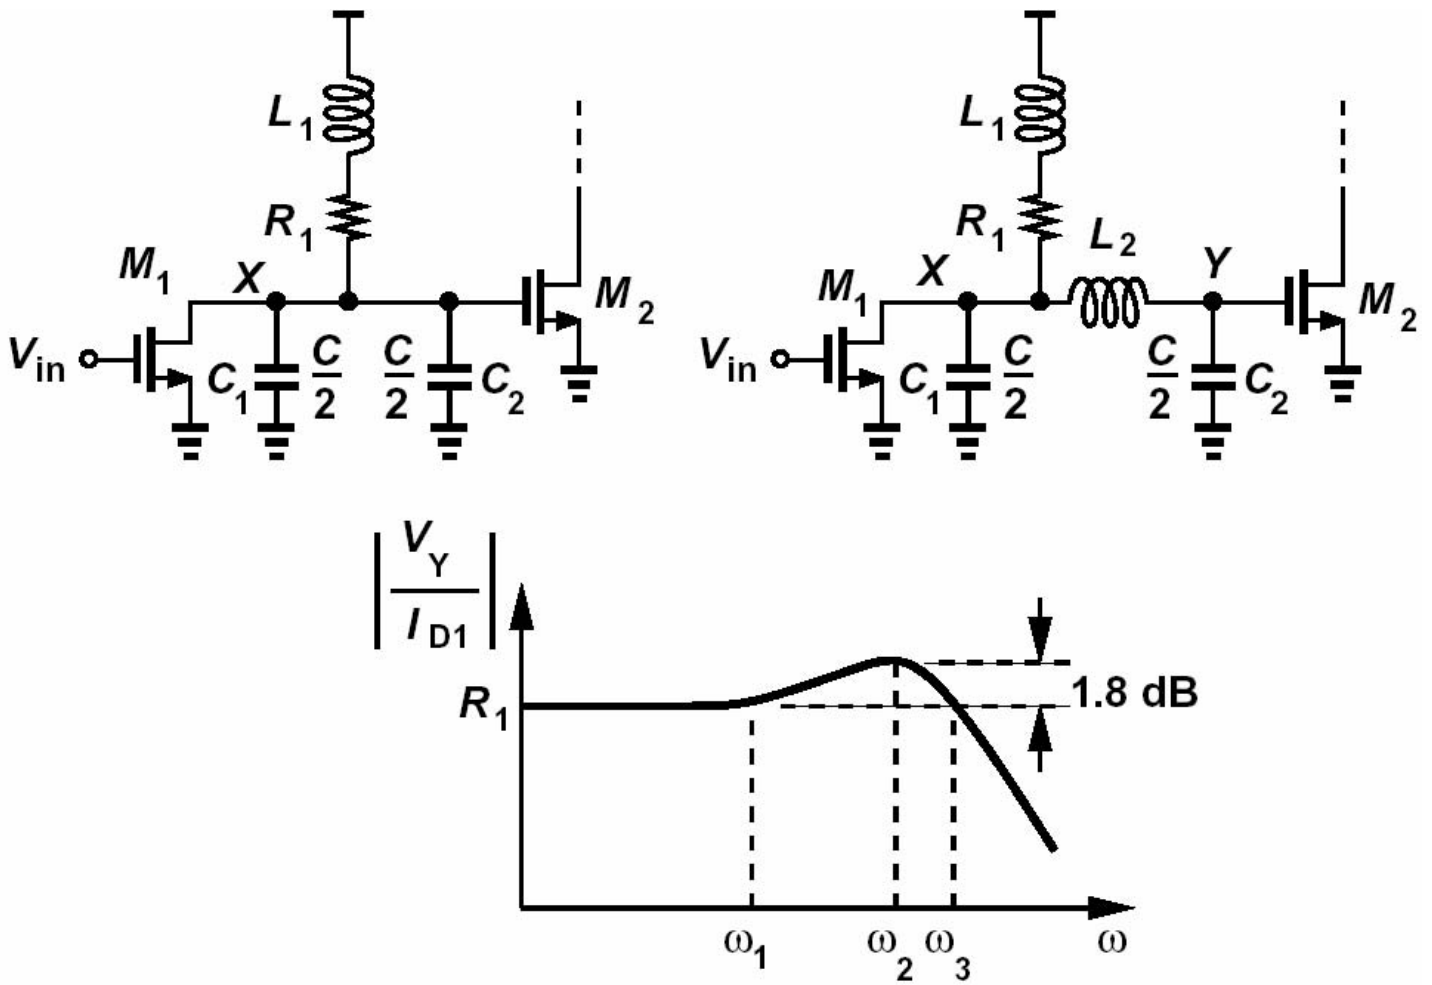 L1
L1
R1
R1
L2
M1
X
M2
M1
X
Y
M2
Vin
C1
C/2
C/2
C2
Vin
C1
C/2
C/2
C2
|VY/ID1|
R1
1.8 dB
ω1
ω2
ω3
ω